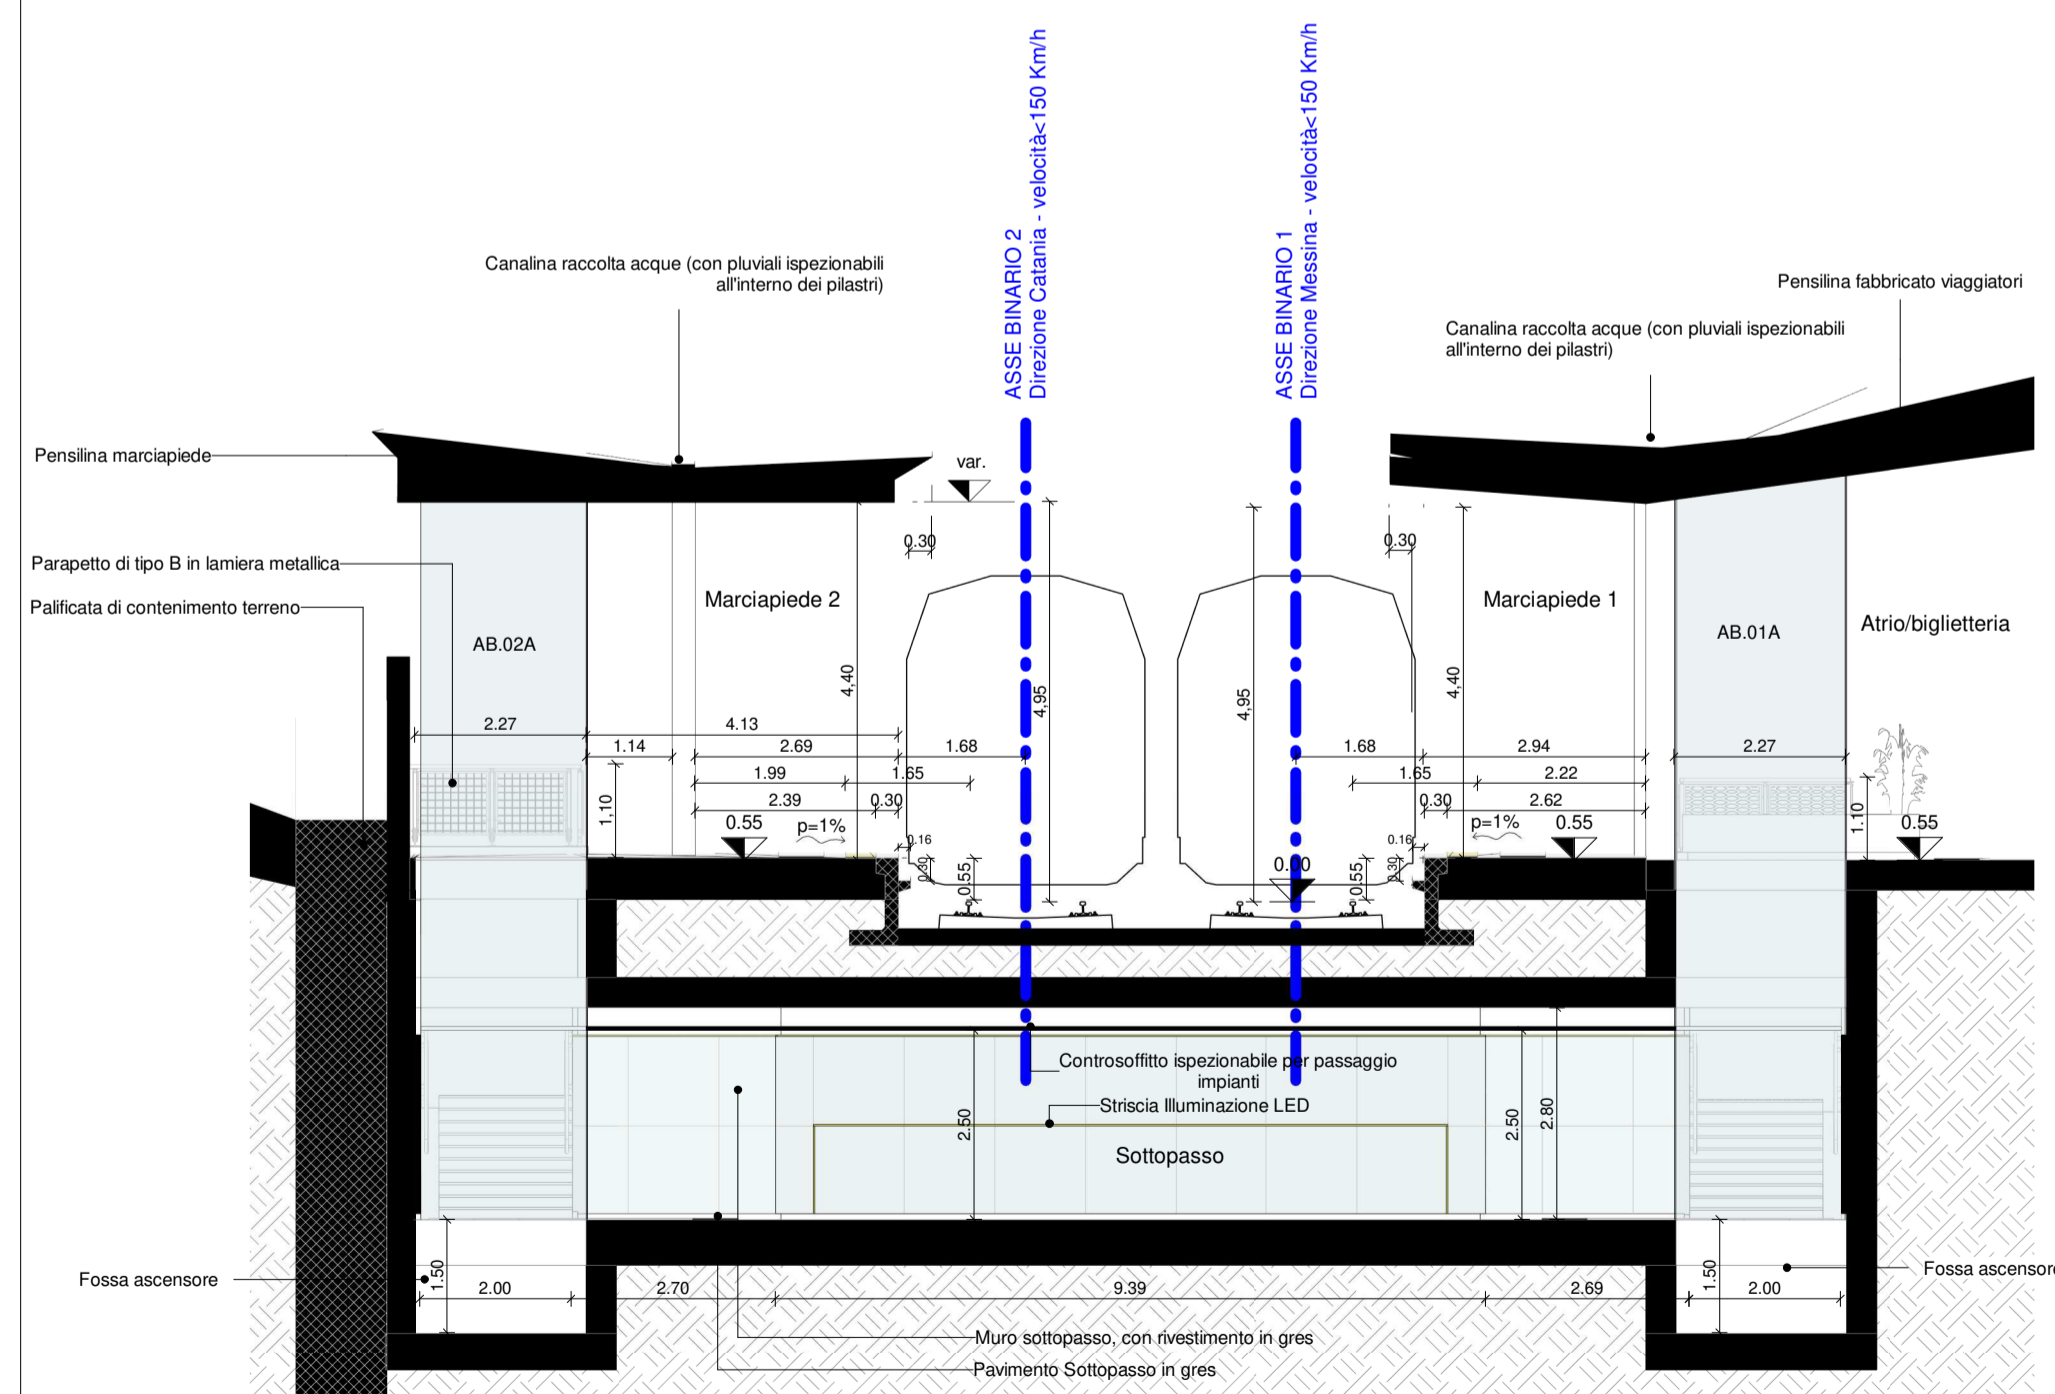 ASSE BINARIO 2
Direzione Catania - velocità<150 Km/h
ASSE BINARIO 1
Direzione Messina - velocità<150 Km/h
Canalina raccolta acque (con pluviali ispezionabili
all'interno dei pilastri)
Pensilina fabbricato viaggiatori
Canalina raccolta acque (con pluviali ispezionabili
all'interno dei pilastri)
Pensilina marciapiede
var.
0.30
0.30
Parapetto di tipo B in lamiera metallica
Palificata di contenimento terreno
Marciapiede 2
Marciapiede 1
AB.02A
AB.01A
Atrio/biglietteria
4,40
4,95
4,95
4,40
2.27
4.13
1.14
2.69
1.68
1.68
2.94
2.27
1.99
1.65
1.65
2.22
2.39
0.30
0.30
2.62
1,10
1.10
0.55
p=1%
p=1%
0.55
0.55
0.16
0.16
0.30
0.55
0.00
0.55
0.30
Controsoffitto ispezionabile per passaggio
impianti
Striscia Illuminazione LED
2.50
2.50
2.80
Sottopasso
Fossa ascensore
1.50
1.50
Fossa ascensore
2.00
2.70
9.39
2.69
2.00
Muro sottopasso, con rivestimento in gres
Pavimento Sottopasso in gres